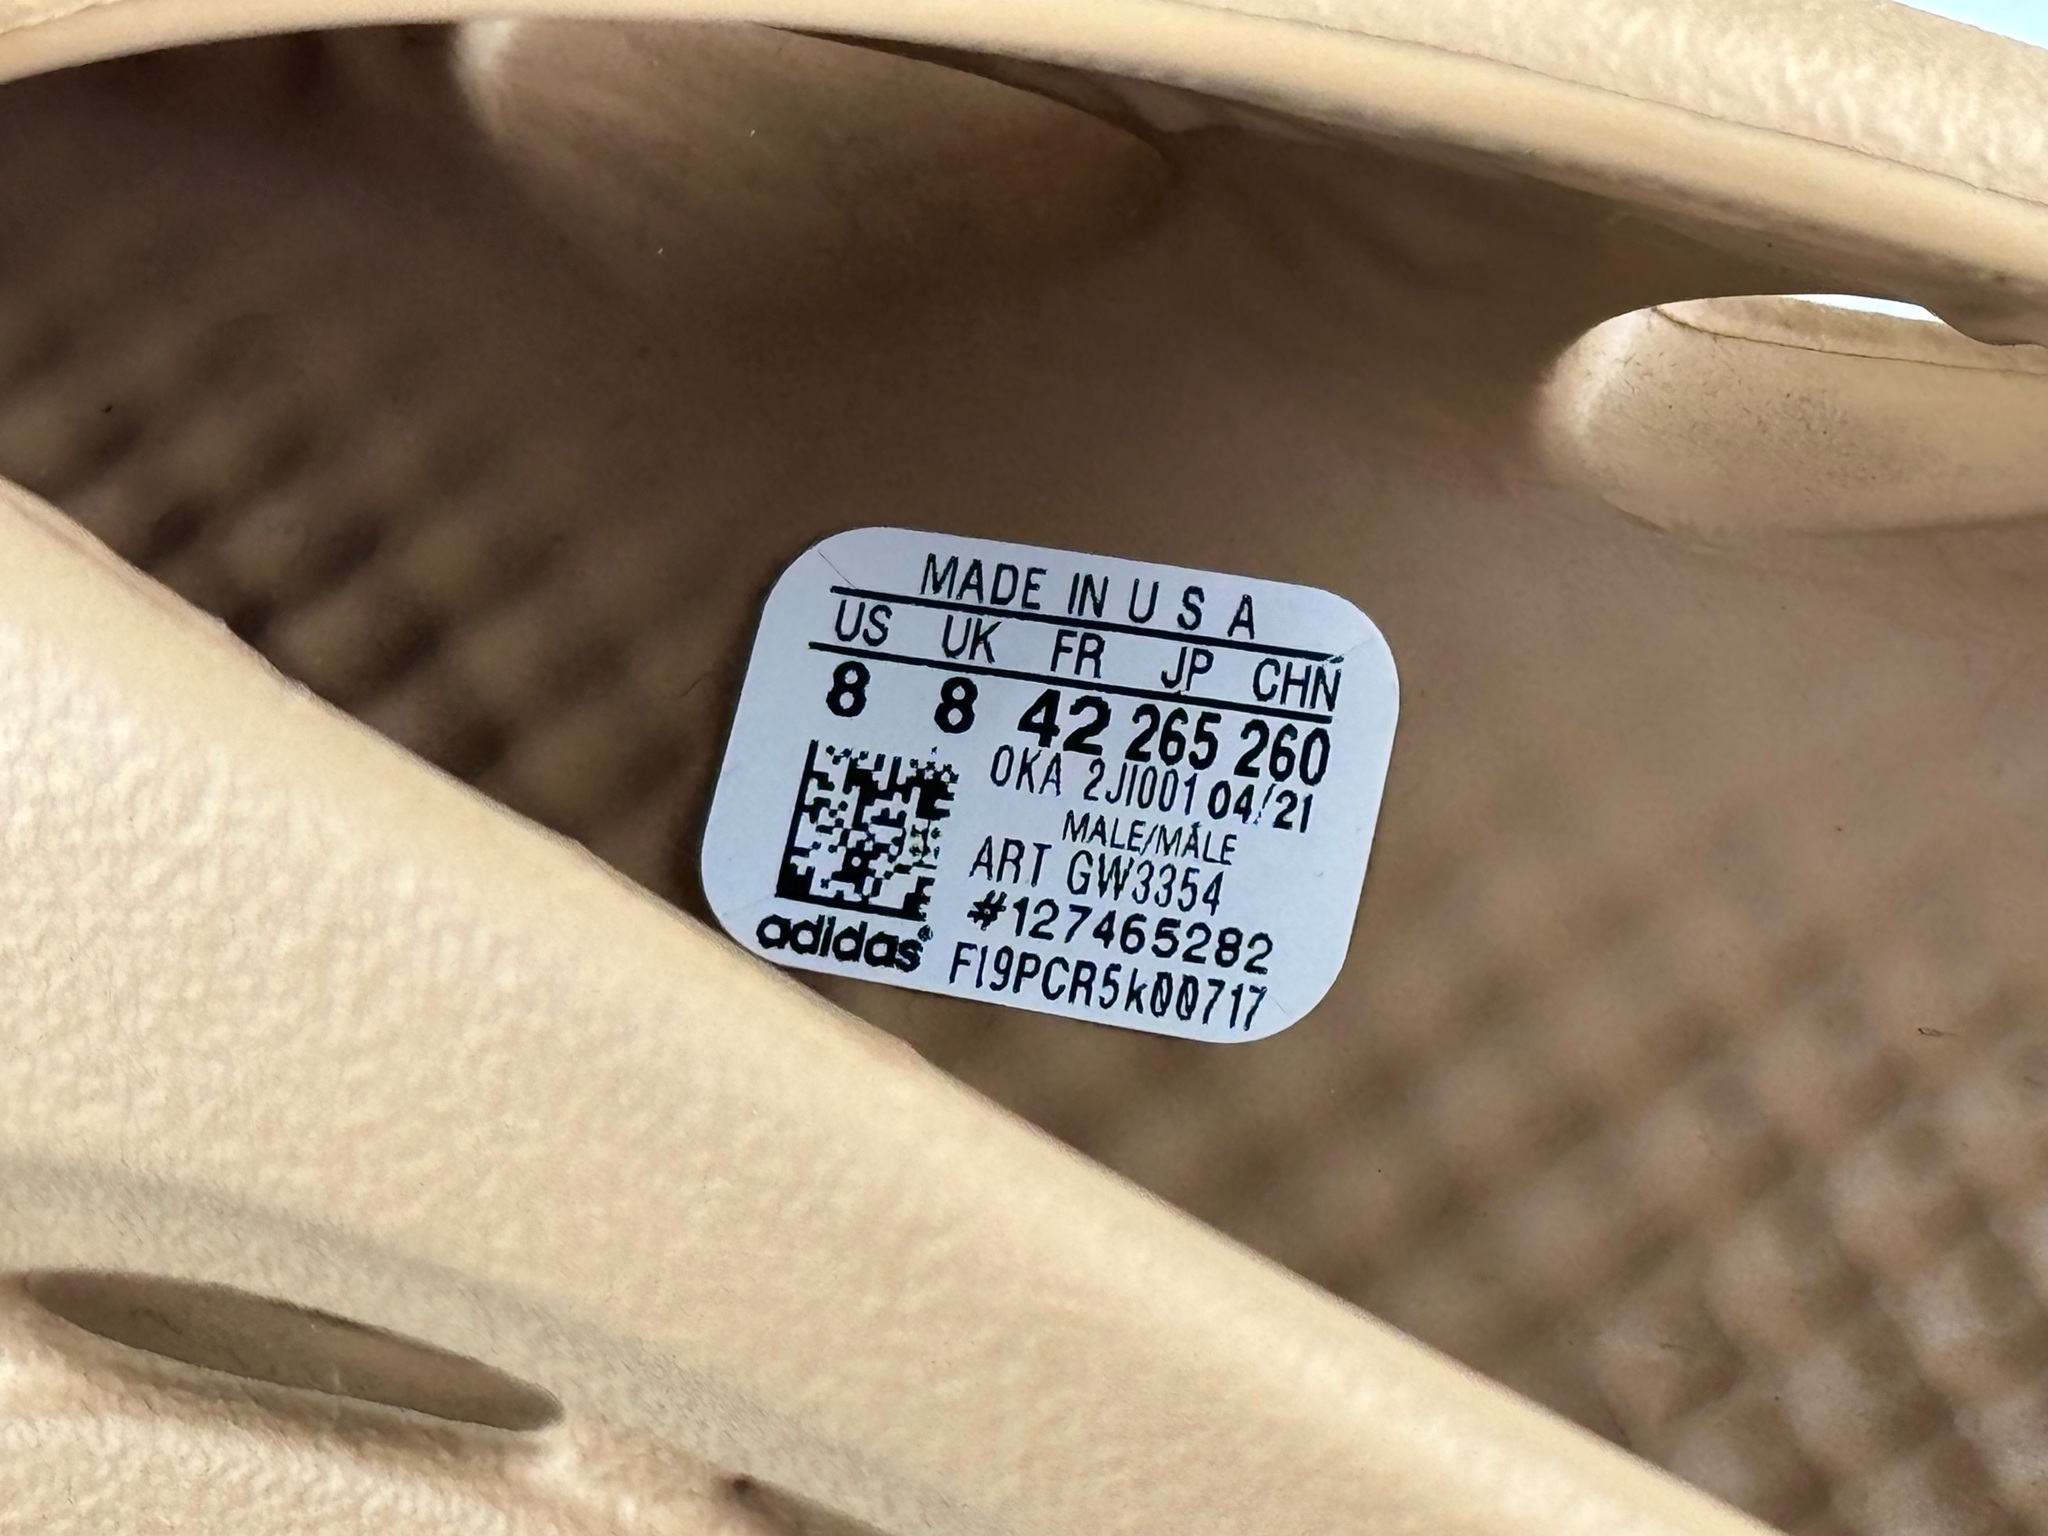 MADE IN U S A
US UK FR JP CHN
8 8 42 265 260
OKA 2JI001 04/21
MALE/MÂLE
ART GW3354
#127465282
adidas® F19PCR5k00717